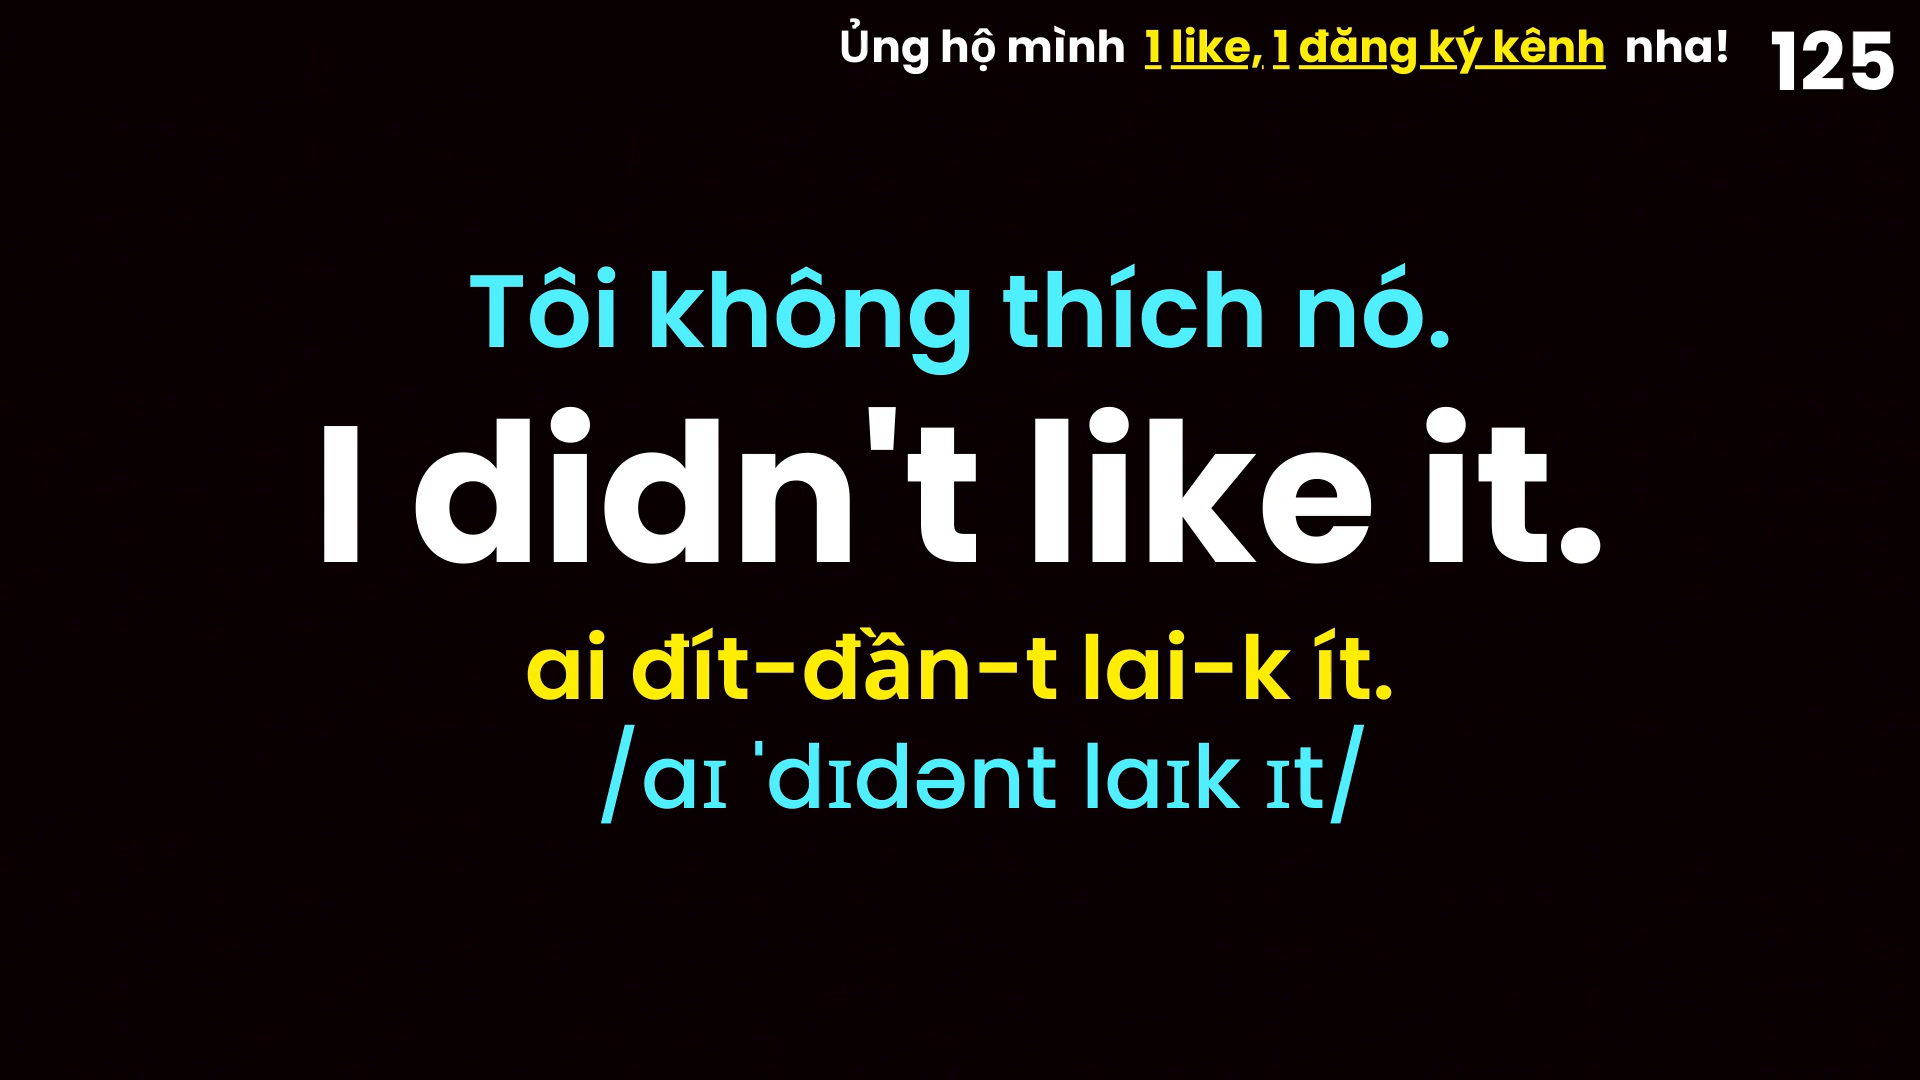 Ủng hộ mình 1 like, 1 đăng ký kênh nha! 125
Tôi không thích nó.
I didn't like it.
ai đít-đần-t lai-k ít.
/aɪ ˈdɪdənt laɪk ɪt/